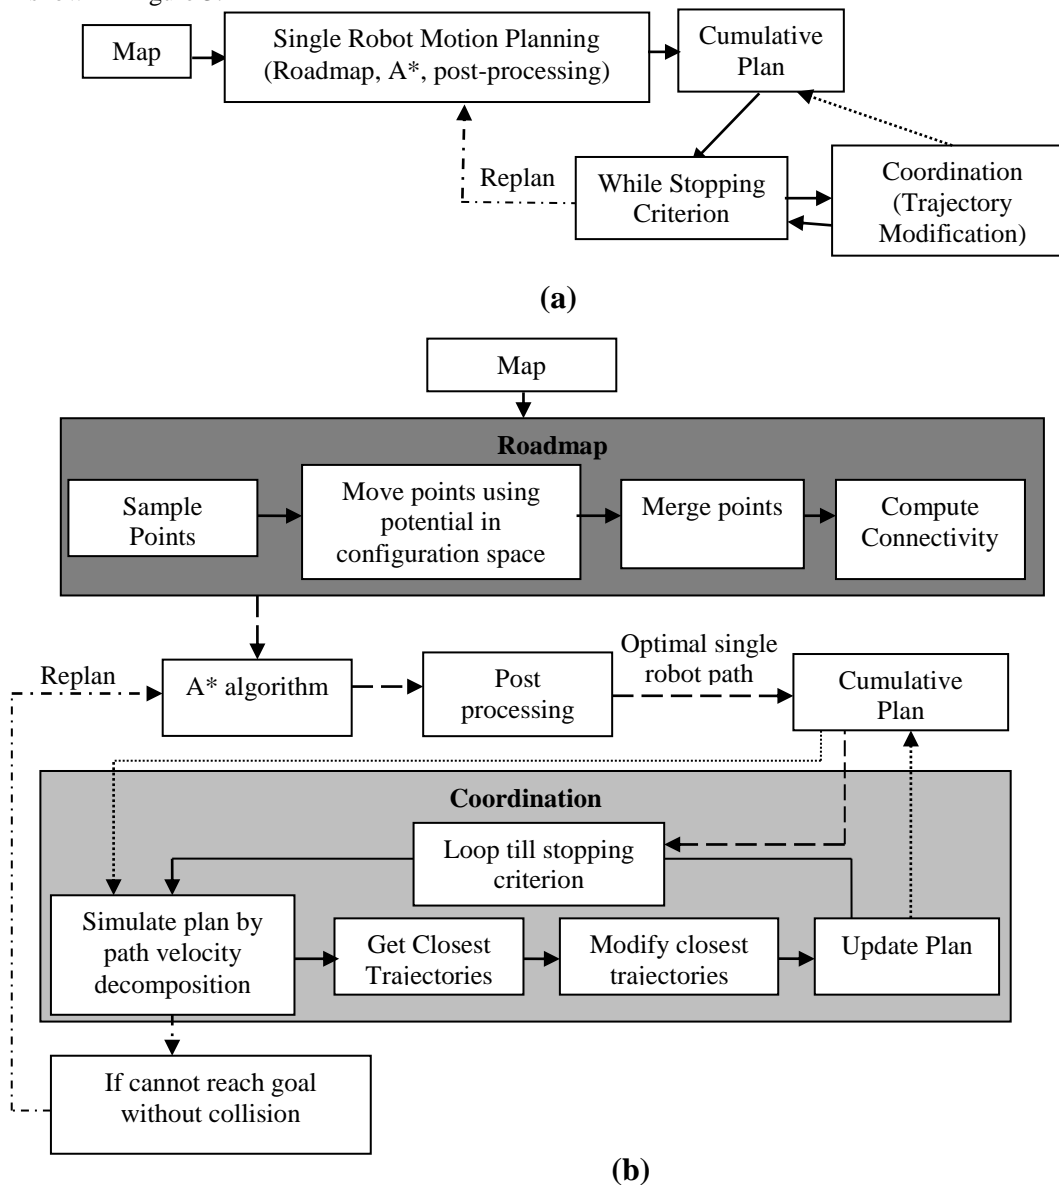 Map
Single Robot Motion Planning
(Roadmap, A*, post-processing)
Cumulative
Plan
Replan
While Stopping
Criterion
Coordination
(Trajectory
Modification)
(a)
Map
Roadmap
Sample
Points
Move points using
potential in
configuration space
Merge points
Compute
Connectivity
Replan
A* algorithm
Post
processing
Optimal single
robot path
Cumulative
Plan
Coordination
Loop till stopping
criterion
Simulate plan by
path velocity
decomposition
Get Closest
Trajectories
Modify closest
trajectories
Update Plan
If cannot reach goal
without collision
(b)